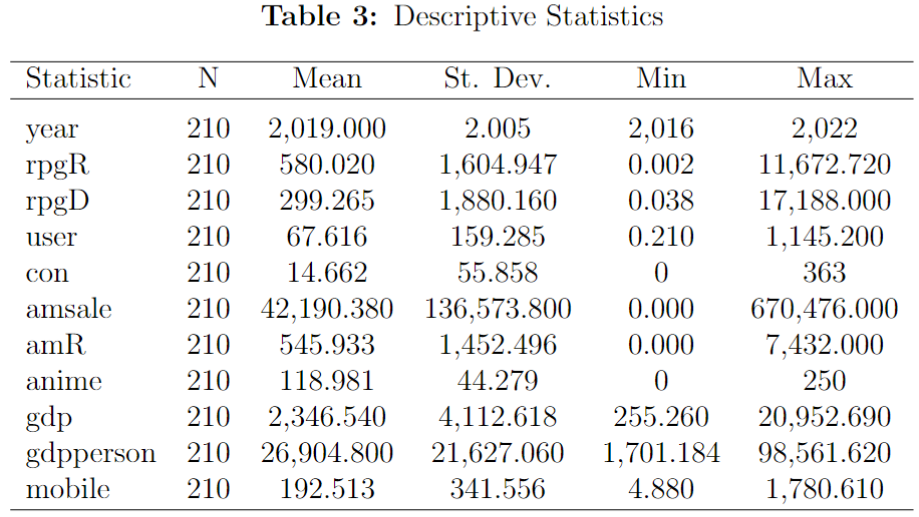 Table 3: Descriptive Statistics
Statistic N Mean St. Dev. Min Max
year 210 2,019.000 2.005 2,016 2,022
rpgR 210 580.020 1,604.947 0.002 11,672.720
rpgD 210 299.265 1,880.160 0.038 17,188.000
user 210 67.616 159.285 0.210 1,145.200
con 210 14.662 55.858 0 363
amsale 210 42,190.380 136,573.800 0.000 670,476.000
amR 210 545.933 1,452.496 0.000 7,432.000
anime 210 118.981 44.279 0 250
gdp 210 2,346.540 4,112.618 255.260 20,952.690
gdpperson 210 26,904.800 21,627.060 1,701.184 98,561.620
mobile 210 192.513 341.556 4.880 1,780.610